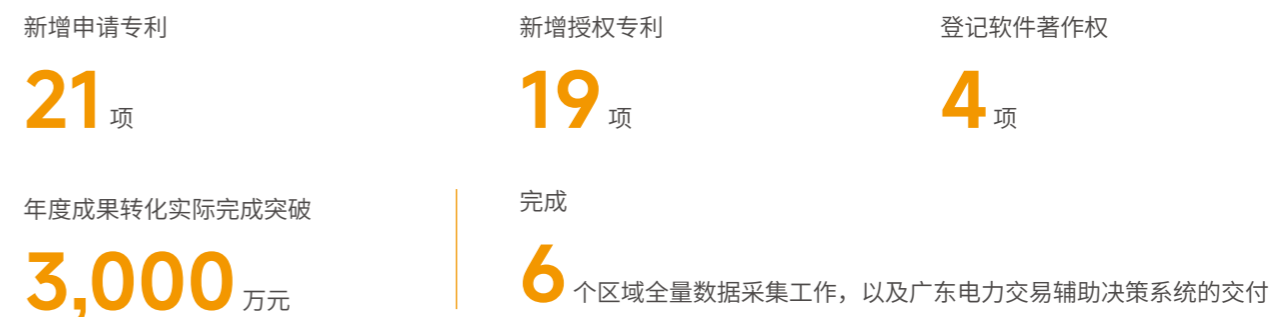 新增申请专利
21 项
新增授权专利
19 项
登记软件著作权
4 项
年度成果转化实际完成突破
3,000 万元
完成
6 个区域全量数据采集工作，以及广东电力交易辅助决策系统的交付